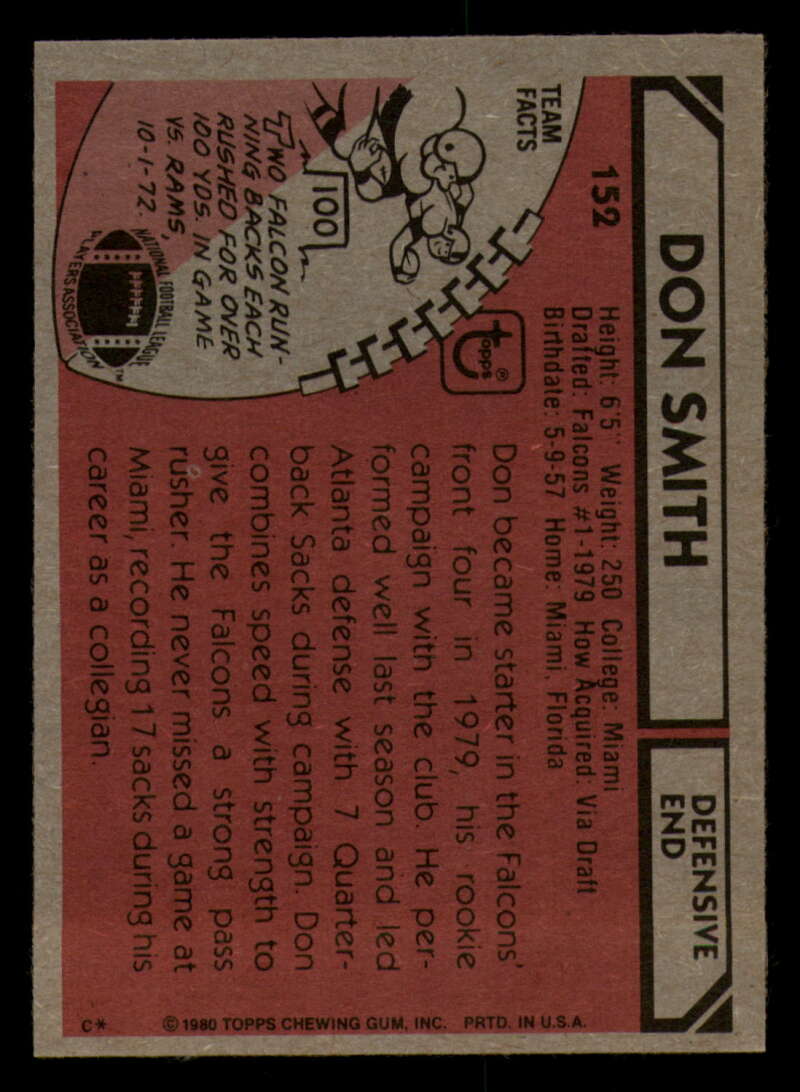 DON SMITH
DEFENSIVE
END
152
Height: 6'5" Weight: 250 College: Miami
Drafted: Falcons #1-1979 How Acquired: Via Draft
Birthdate: 5-9-57 Home: Miami, Florida
TEAM
FACTS
100
TWO FALCON RUN-
NING BACKS EACH
RUSHED FOR OVER
100 YDS. IN GAME
VS. RAMS,
10-1-72.
NATIONAL FOOTBALL LEAGUE
PLAYERS ASSOCIATION™
topps®
Don became starter in the Falcons'
front four in 1979, his rookie
campaign with the club. He per-
formed well last season and led
Atlanta defense with 7 Quarter-
back Sacks during campaign. Don
combines speed with strength to
give the Falcons a strong pass
rusher. He never missed a game at
Miami, recording 17 sacks during his
career as a collegian.
©1980 TOPPS CHEWING GUM, INC. PRTD. IN U.S.A.
C*